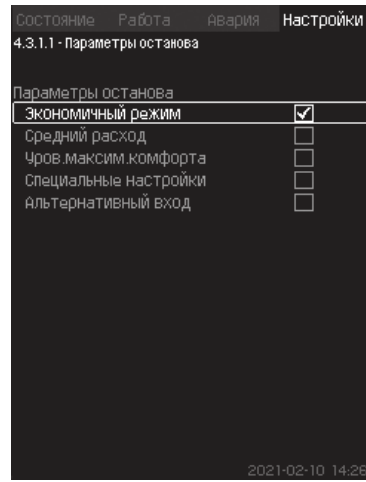 Состояние Работа Авария Настройки
4.3.1.1 - Параметры останова
Параметры останова
Экономичный режим
Средний расход
Уров.максим.комфорта
Специальные настройки
Альтернативный вход
2021-02-10 14:26